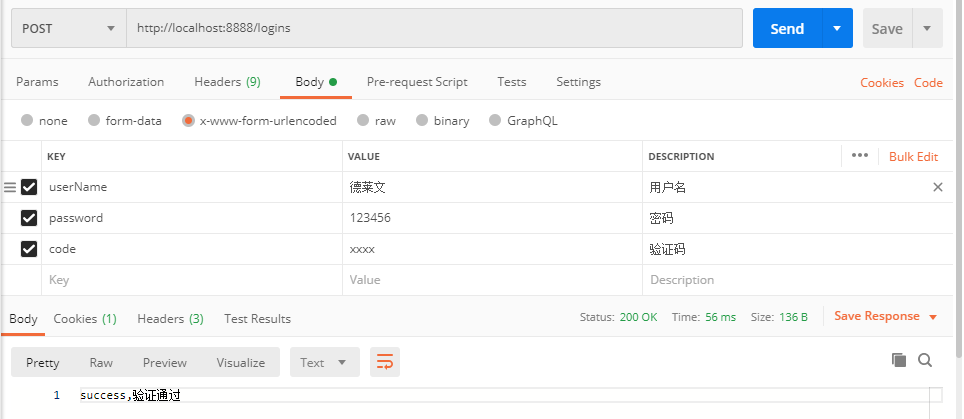 POST http://localhost:8888/logins Send Save
Params Authorization Headers (9) Body Pre-request Script Tests Settings Cookies Code
none form-data x-www-form-urlencoded raw binary GraphQL
KEY VALUE DESCRIPTION ••• Bulk Edit
userName 德莱文 用户名
password 123456 密码
code xxxx 验证码
Key Value Description
Body Cookies (1) Headers (3) Test Results Status: 200 OK Time: 56 ms Size: 136 B Save Response
Pretty Raw Preview Visualize Text
1 success,验证通过